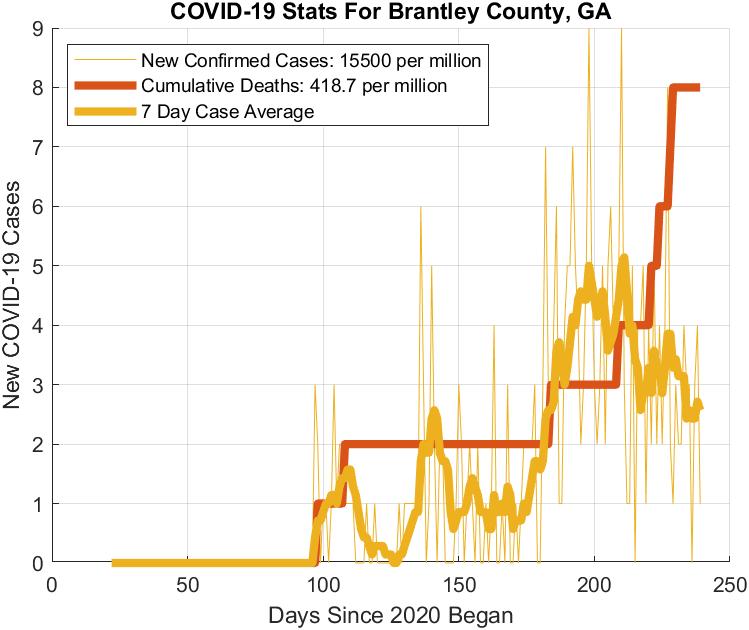 COVID-19 Stats For Brantley County, GA
New Confirmed Cases: 15500 per million
Cumulative Deaths: 418.7 per million
7 Day Case Average
New COVID-19 Cases
9
8
7
6
5
4
3
2
1
0
0 50 100 150 200 250
Days Since 2020 Began